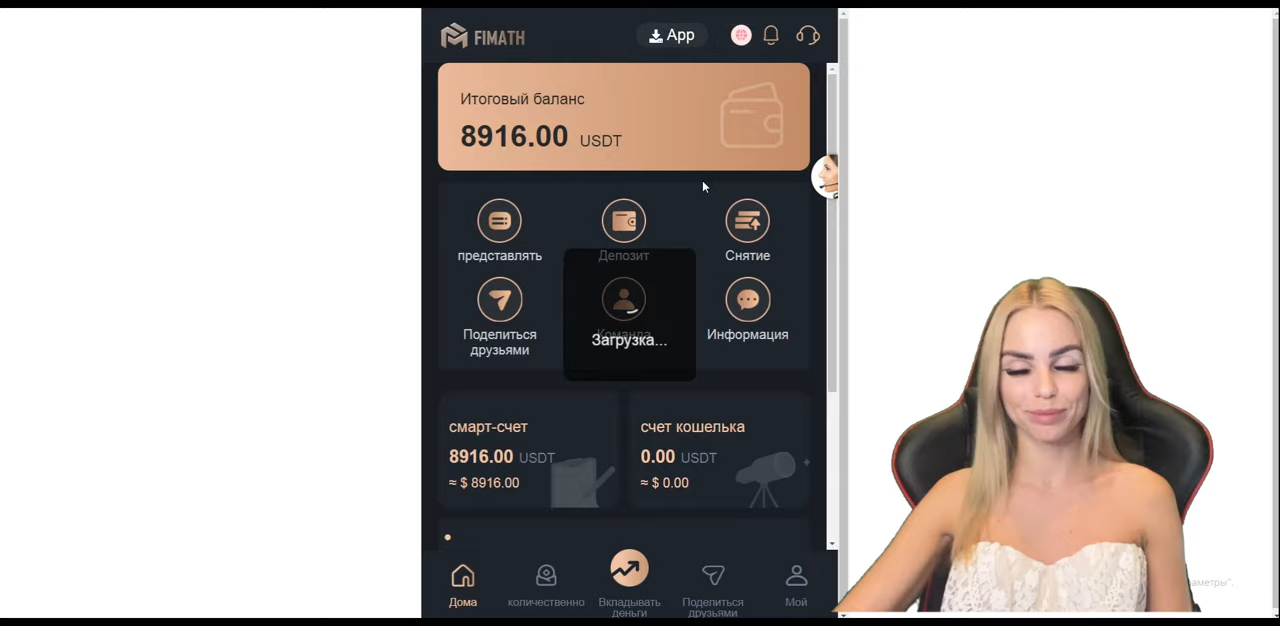 FIMATH
App
Итоговый баланс
8916.00 USDT
представлять
Депозит
Снятие
Поделиться
друзьями
Команда
Информация
Загрузка...
смарт-счет
8916.00 USDT
≈ $ 8916.00
счет кошелька
0.00 USDT
≈ $ 0.00
Дома
количественно
Вкладывать
деньги
Поделиться
друзьями
Мой